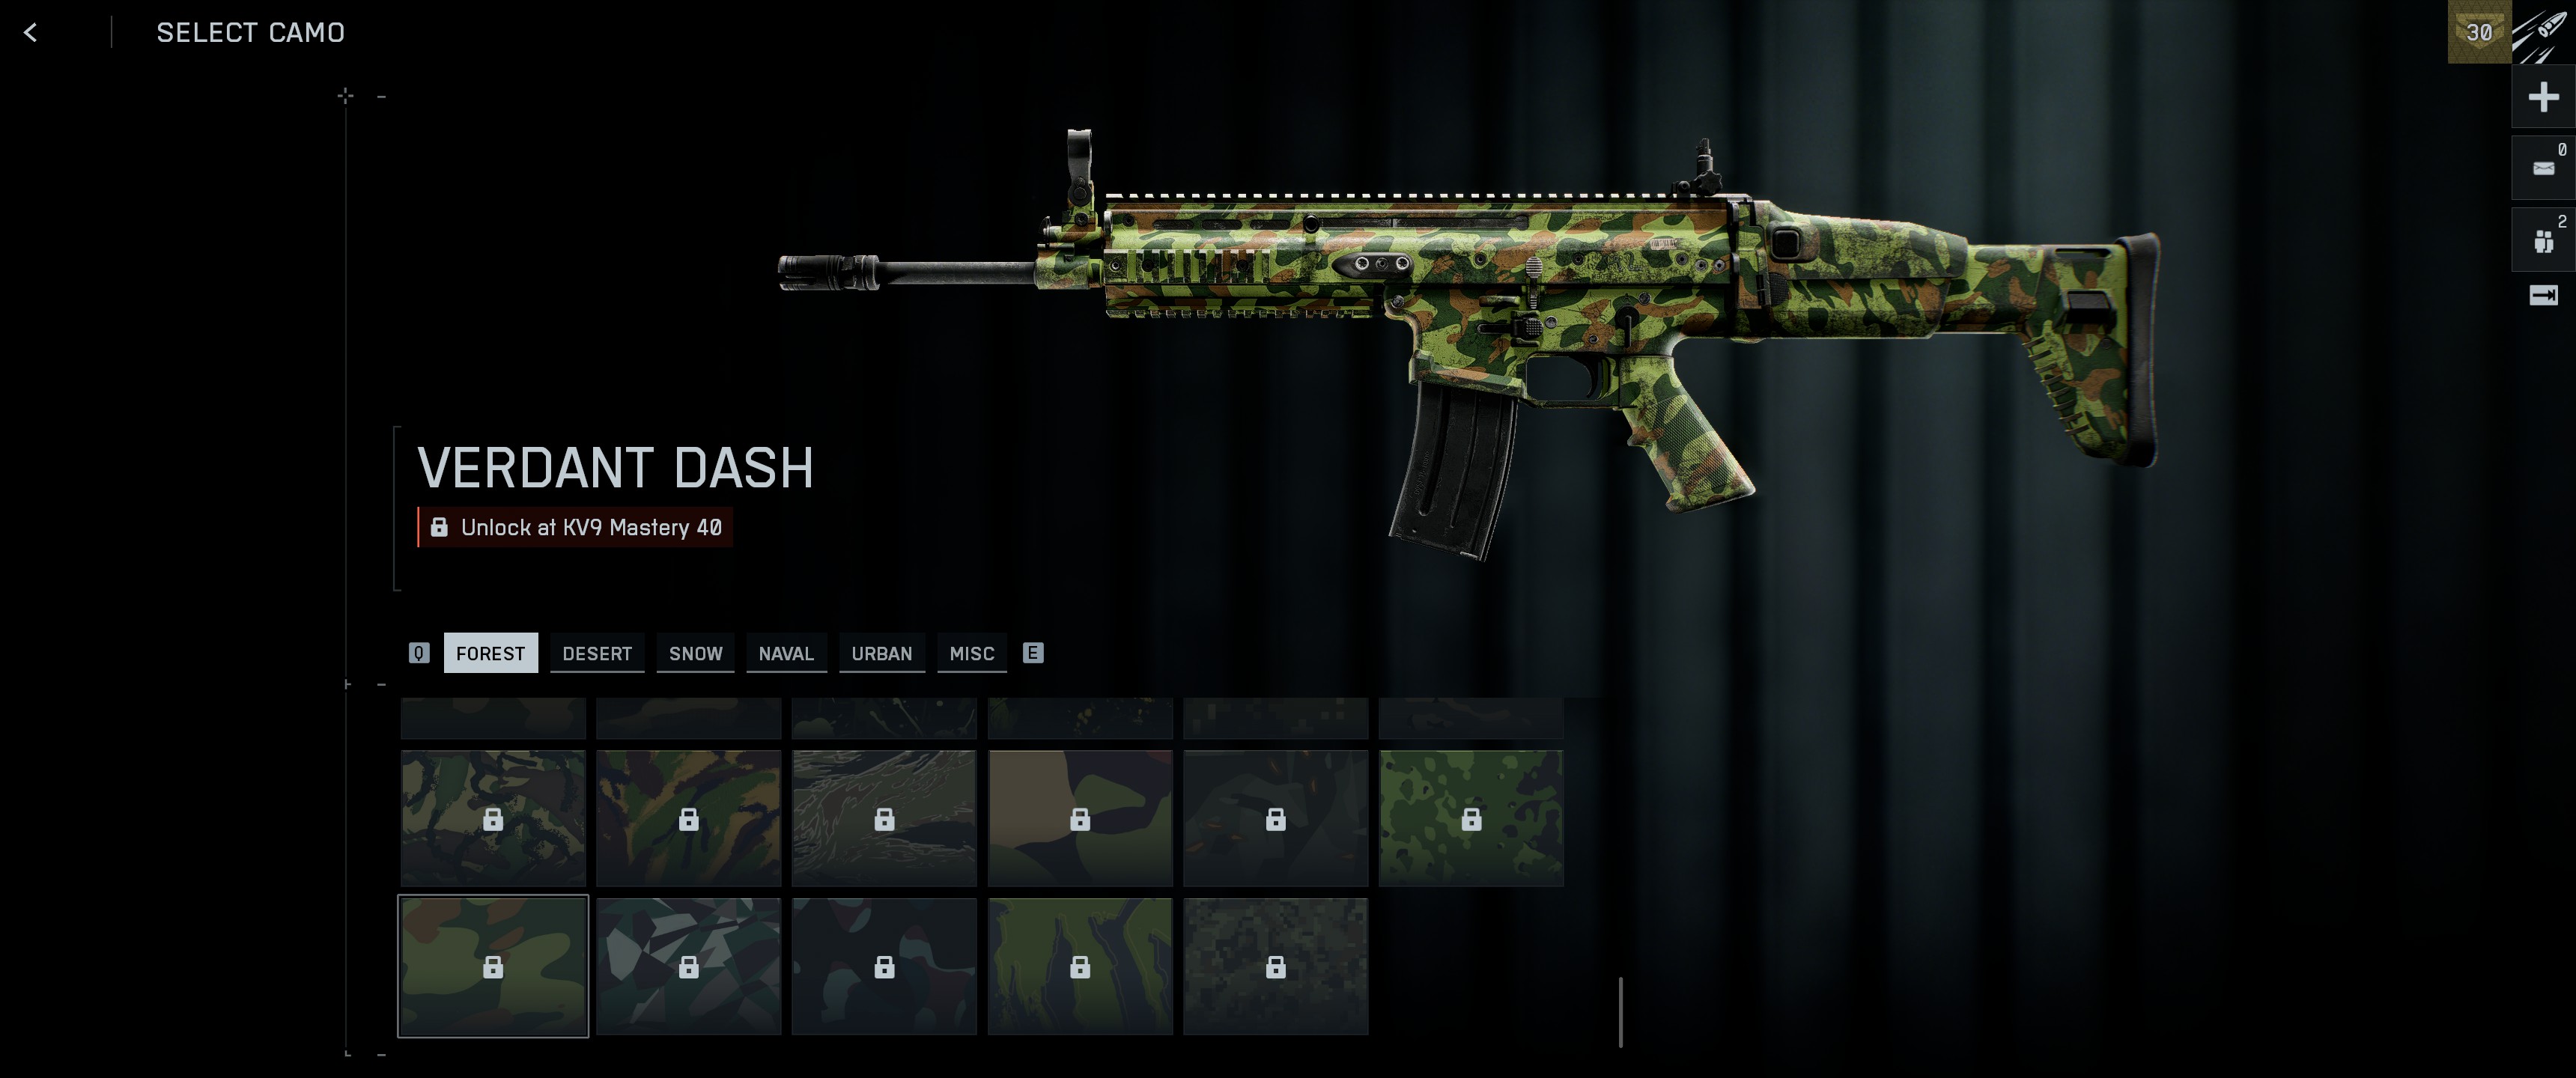 SELECT CAMO
30
0
2
VERDANT DASH
Unlock at KV9 Mastery 40
Q FOREST DESERT SNOW NAVAL URBAN MISC E